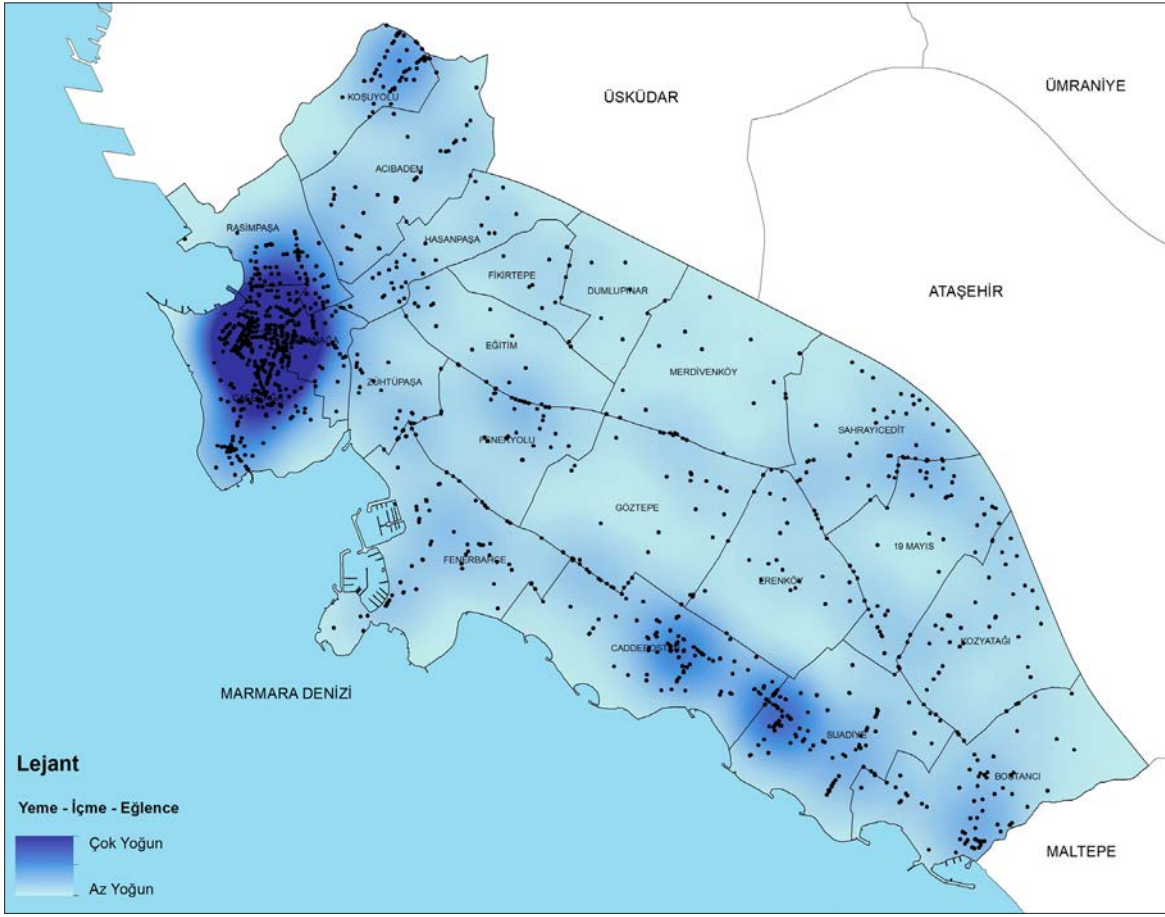 ÜSKÜDAR
ÜMRANİYE
KOŞUYOLU
ACIBADEM
RASİMPAŞA
HASANPAŞA
FİKİRTEPE
DUMLUPINAR
ATAŞEHİR
EĞİTİM
MERDİVENKÖY
ZÜHTÜPAŞA
SAHRAYICEDİT
FENERYOLU
GÖZTEPE
19 MAYIS
FENERBAHÇE
ERENKÖY
KOZYATAĞI
CADDEBOSTAN
MARMARA DENİZİ
SUADİYE
BOSTANCI
MALTEPE
Lejant
Yeme - İçme - Eğlence
Çok Yoğun
Az Yoğun